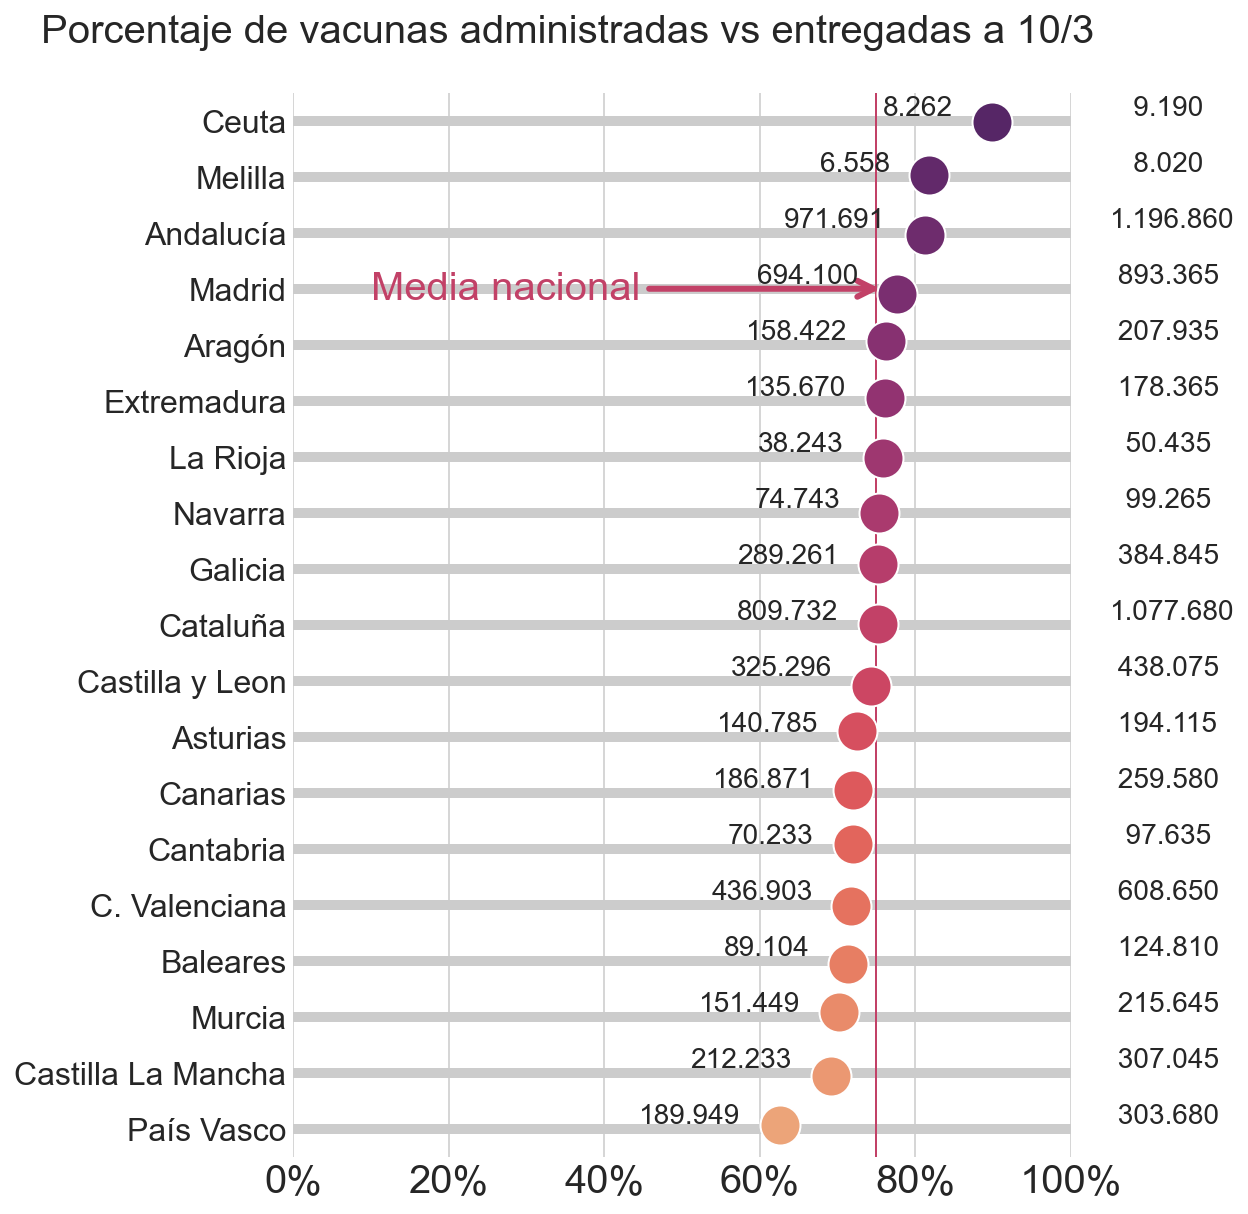 Porcentaje de vacunas administradas vs entregadas a 10/3
Ceuta 8.262 9.190
Melilla 6.558 8.020
Andalucía 971.691 1.196.860
Madrid Media nacional 694.100 893.365
Aragón 158.422 207.935
Extremadura 135.670 178.365
La Rioja 38.243 50.435
Navarra 74.743 99.265
Galicia 289.261 384.845
Cataluña 809.732 1.077.680
Castilla y Leon 325.296 438.075
Asturias 140.785 194.115
Canarias 186.871 259.580
Cantabria 70.233 97.635
C. Valenciana 436.903 608.650
Baleares 89.104 124.810
Murcia 151.449 215.645
Castilla La Mancha 212.233 307.045
País Vasco 189.949 303.680
0% 20% 40% 60% 80% 100%